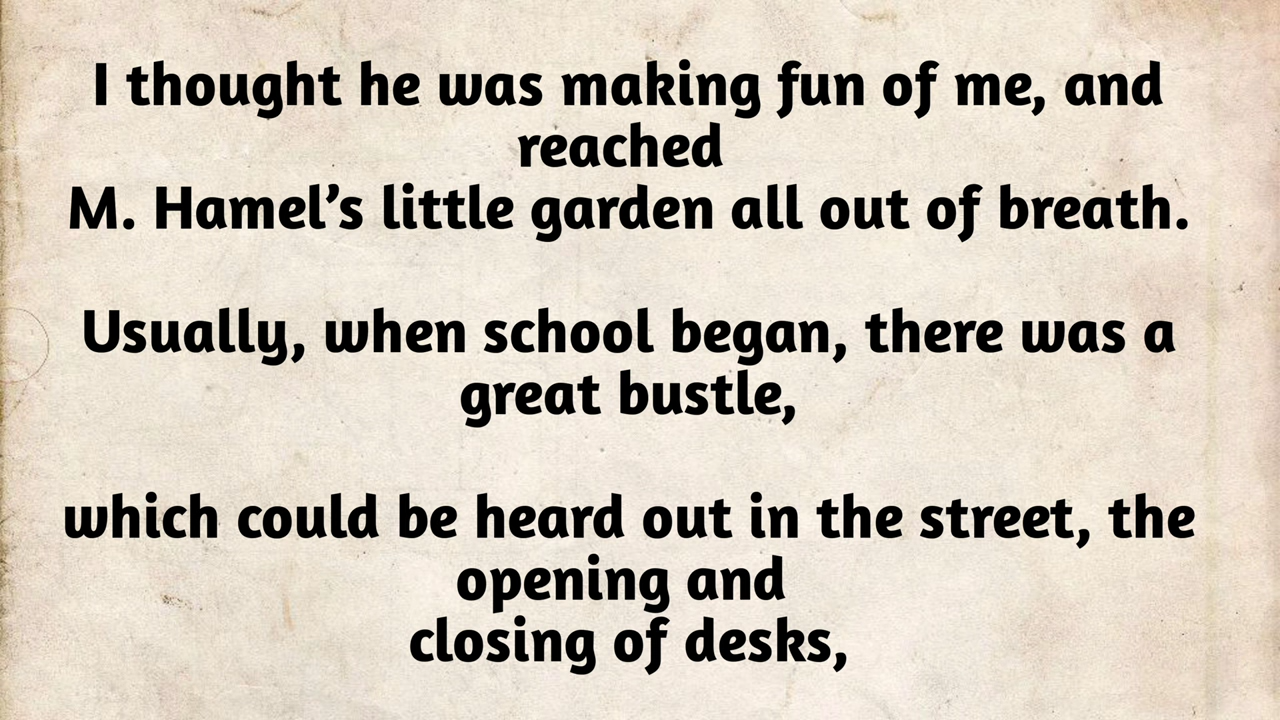 I thought he was making fun of me, and
reached
M. Hamel’s little garden all out of breath.
Usually, when school began, there was a
great bustle,
which could be heard out in the street, the
opening and
closing of desks,